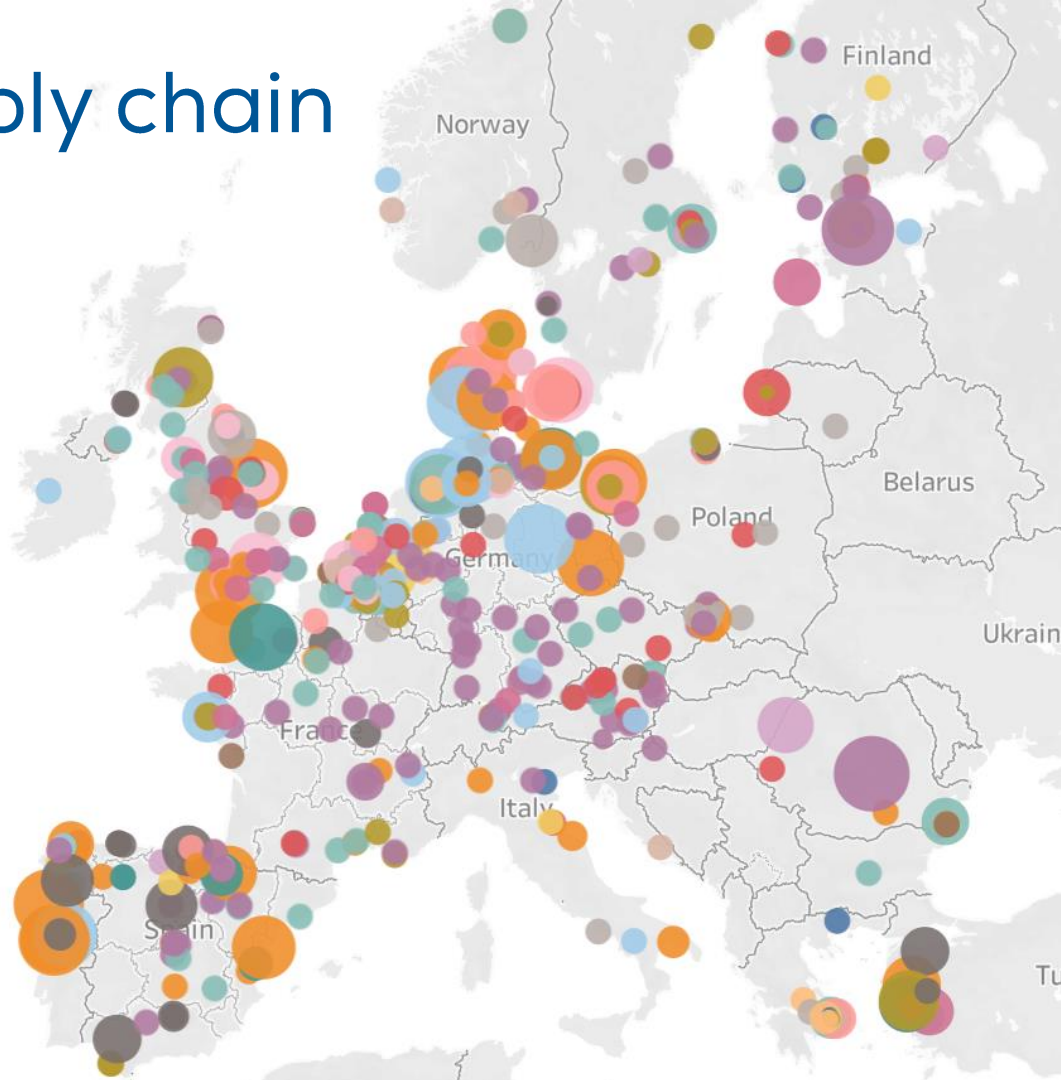 ply chain
Finland
Norway
Belarus
Poland
Germany
Ukrain
France
Italy
Spain
Tu